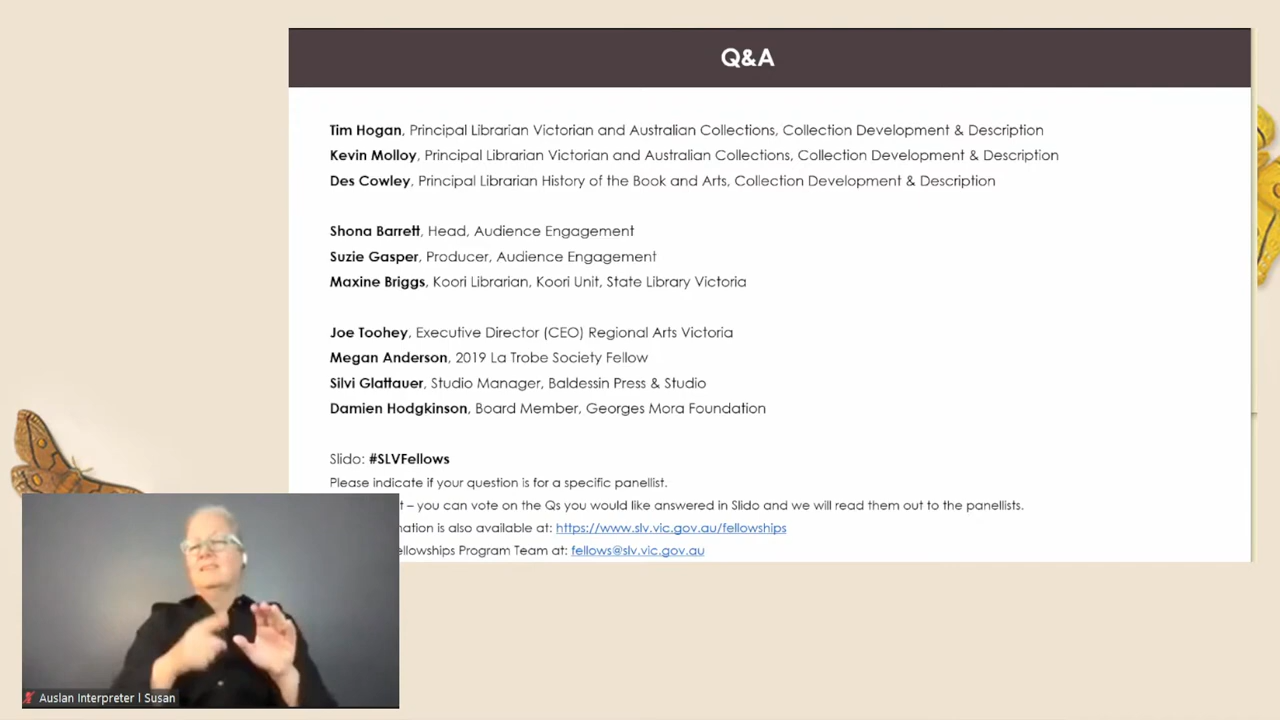 Q&A
Tim Hogan, Principal Librarian Victorian and Australian Collections, Collection Development & Description
Kevin Molloy, Principal Librarian Victorian and Australian Collections, Collection Development & Description
Des Cowley, Principal Librarian History of the Book and Arts, Collection Development & Description
Shona Barrett, Head, Audience Engagement
Suzie Gasper, Producer, Audience Engagement
Maxine Briggs, Koori Librarian, Koori Unit, State Library Victoria
Joe Toohey, Executive Director (CEO) Regional Arts Victoria
Megan Anderson, 2019 La Trobe Society Fellow
Silvi Glattauer, Studio Manager, Baldessin Press & Studio
Damien Hodgkinson, Board Member, Georges Mora Foundation
Slido: #SLVFellows
Please indicate if your question is for a specific panellist.
– you can vote on the Qs you would like answered in Slido and we will read them out to the panellists.
is also available at: https://www.slv.vic.gov.au/fellowships
Program Team at: fellows@slv.vic.gov.au
Auslan Interpreter | Susan